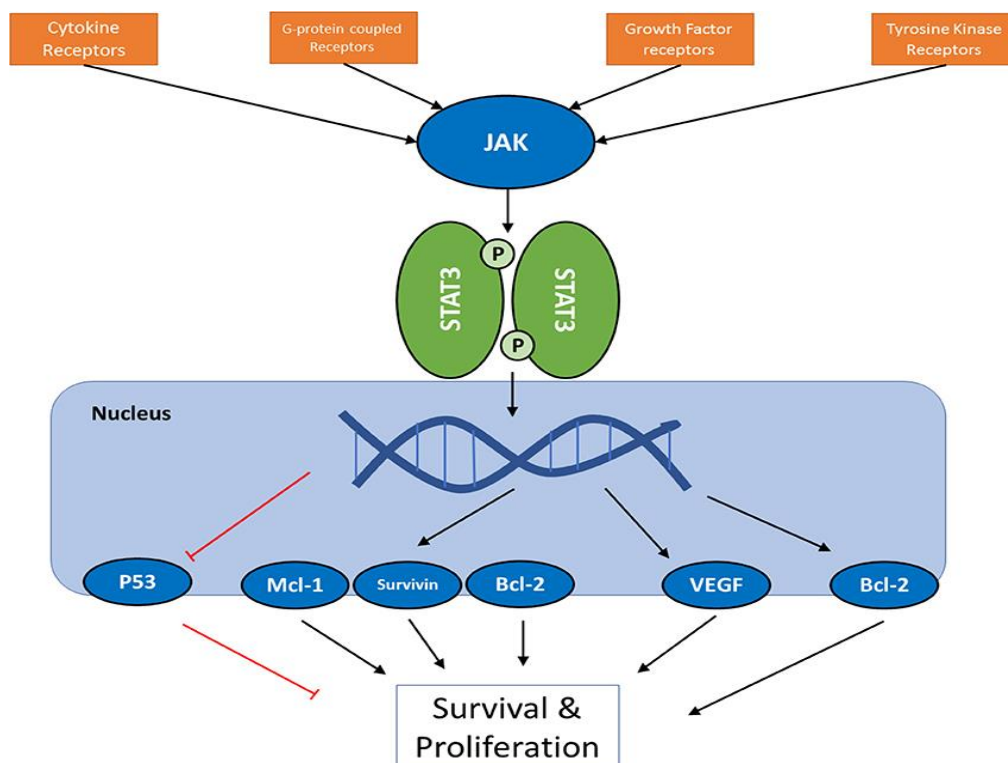 Cytokine
Receptors
G-protein coupled
Receptors
Growth Factor
receptors
Tyrosine Kinase
Receptors
JAK
P
STAT3
STAT3
P
Nucleus
P53
Mcl-1
Survivin
Bcl-2
VEGF
Bcl-2
Survival &
Proliferation